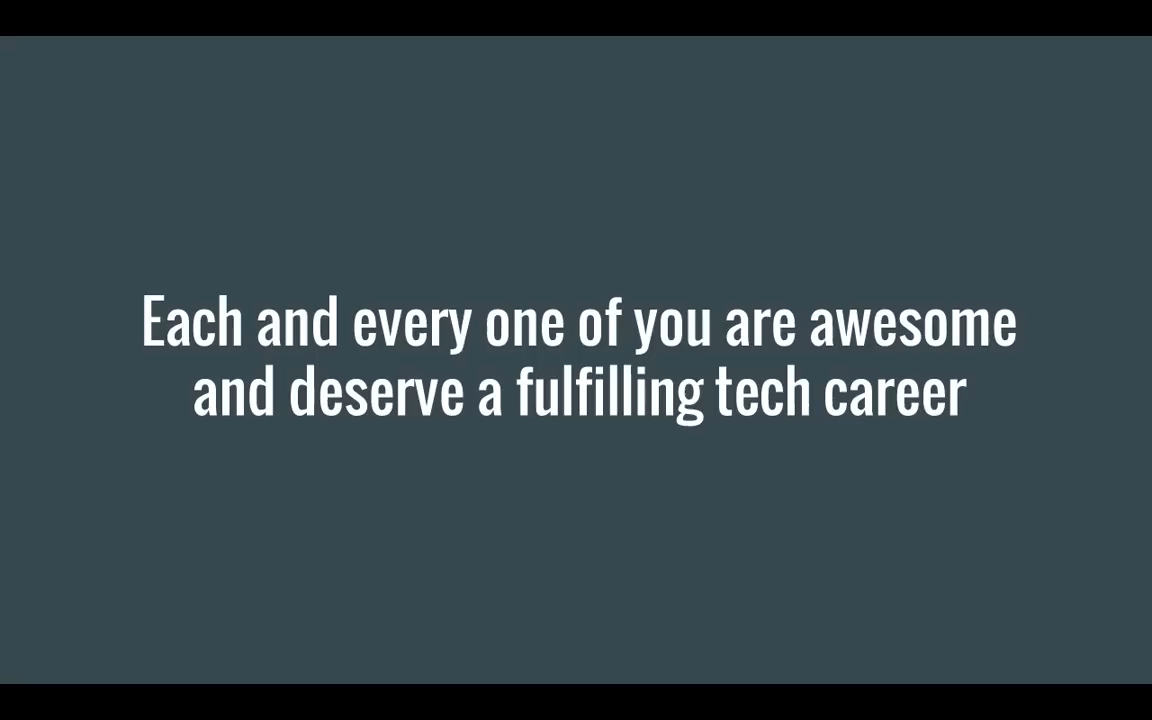 Each and every one of you are awesome
and deserve a fulfilling tech career